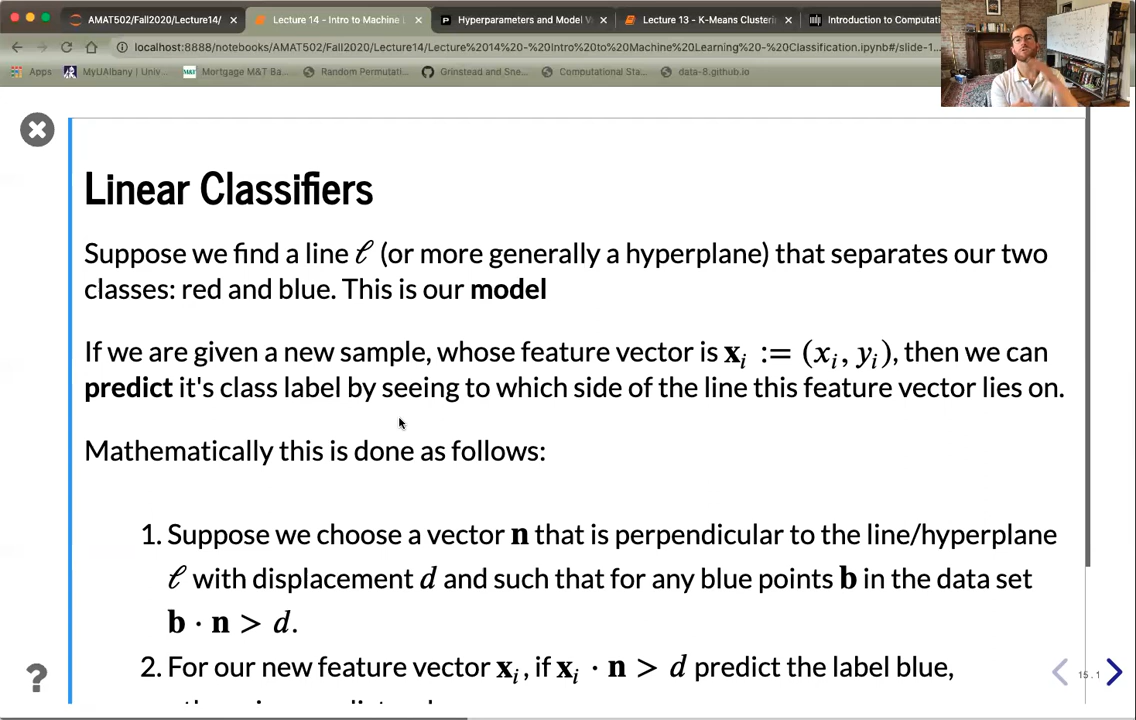 AMAT502/Fall2020/Lecture14/
Lecture 14 - Intro to Machine L
Hyperparameters and Model V
Lecture 13 - K-Means Clusteri
Introduction to Computati
localhost:8888/notebooks/AMAT502/Fall2020/Lecture14/Lecture%2014%20-%20Intro%20to%20Machine%20Learning%20-%20Classification.ipynb#/slide-1...
Apps
MyUAlbany | Univ...
M&T
Mortgage M&T Ba...
Random Permutati...
Grinstead and Sne...
Computational Sta...
data-8.github.io
Linear Classifiers
Suppose we find a line ℓ (or more generally a hyperplane) that separates our two
classes: red and blue. This is our model
If we are given a new sample, whose feature vector is xᵢ := (xᵢ, yᵢ), then we can
predict it's class label by seeing to which side of the line this feature vector lies on.
Mathematically this is done as follows:
1. Suppose we choose a vector n that is perpendicular to the line/hyperplane
ℓ with displacement d and such that for any blue points b in the data set
b · n > d.
2. For our new feature vector xᵢ, if xᵢ · n > d predict the label blue,
?
15.1